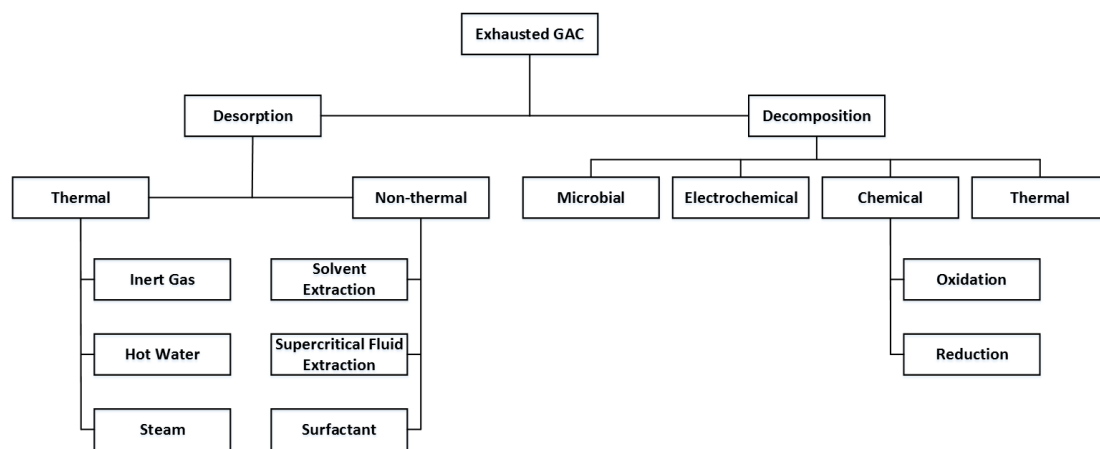 Exhausted GAC
Desorption
Decomposition
Thermal
Non-thermal
Microbial
Electrochemical
Chemical
Thermal
Inert Gas
Solvent
Extraction
Oxidation
Hot Water
Supercritical Fluid
Extraction
Reduction
Steam
Surfactant